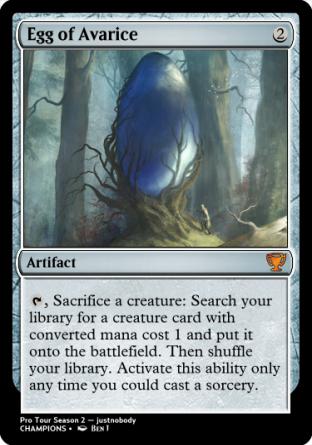 Egg of Avarice 2
Artifact
, Sacrifice a creature: Search your
library for a creature card with
converted mana cost 1 and put it
onto the battlefield. Then shuffle
your library. Activate this ability only
any time you could cast a sorcery.
Pro Tour Season 2 — justnobody
CHAMPIONS •